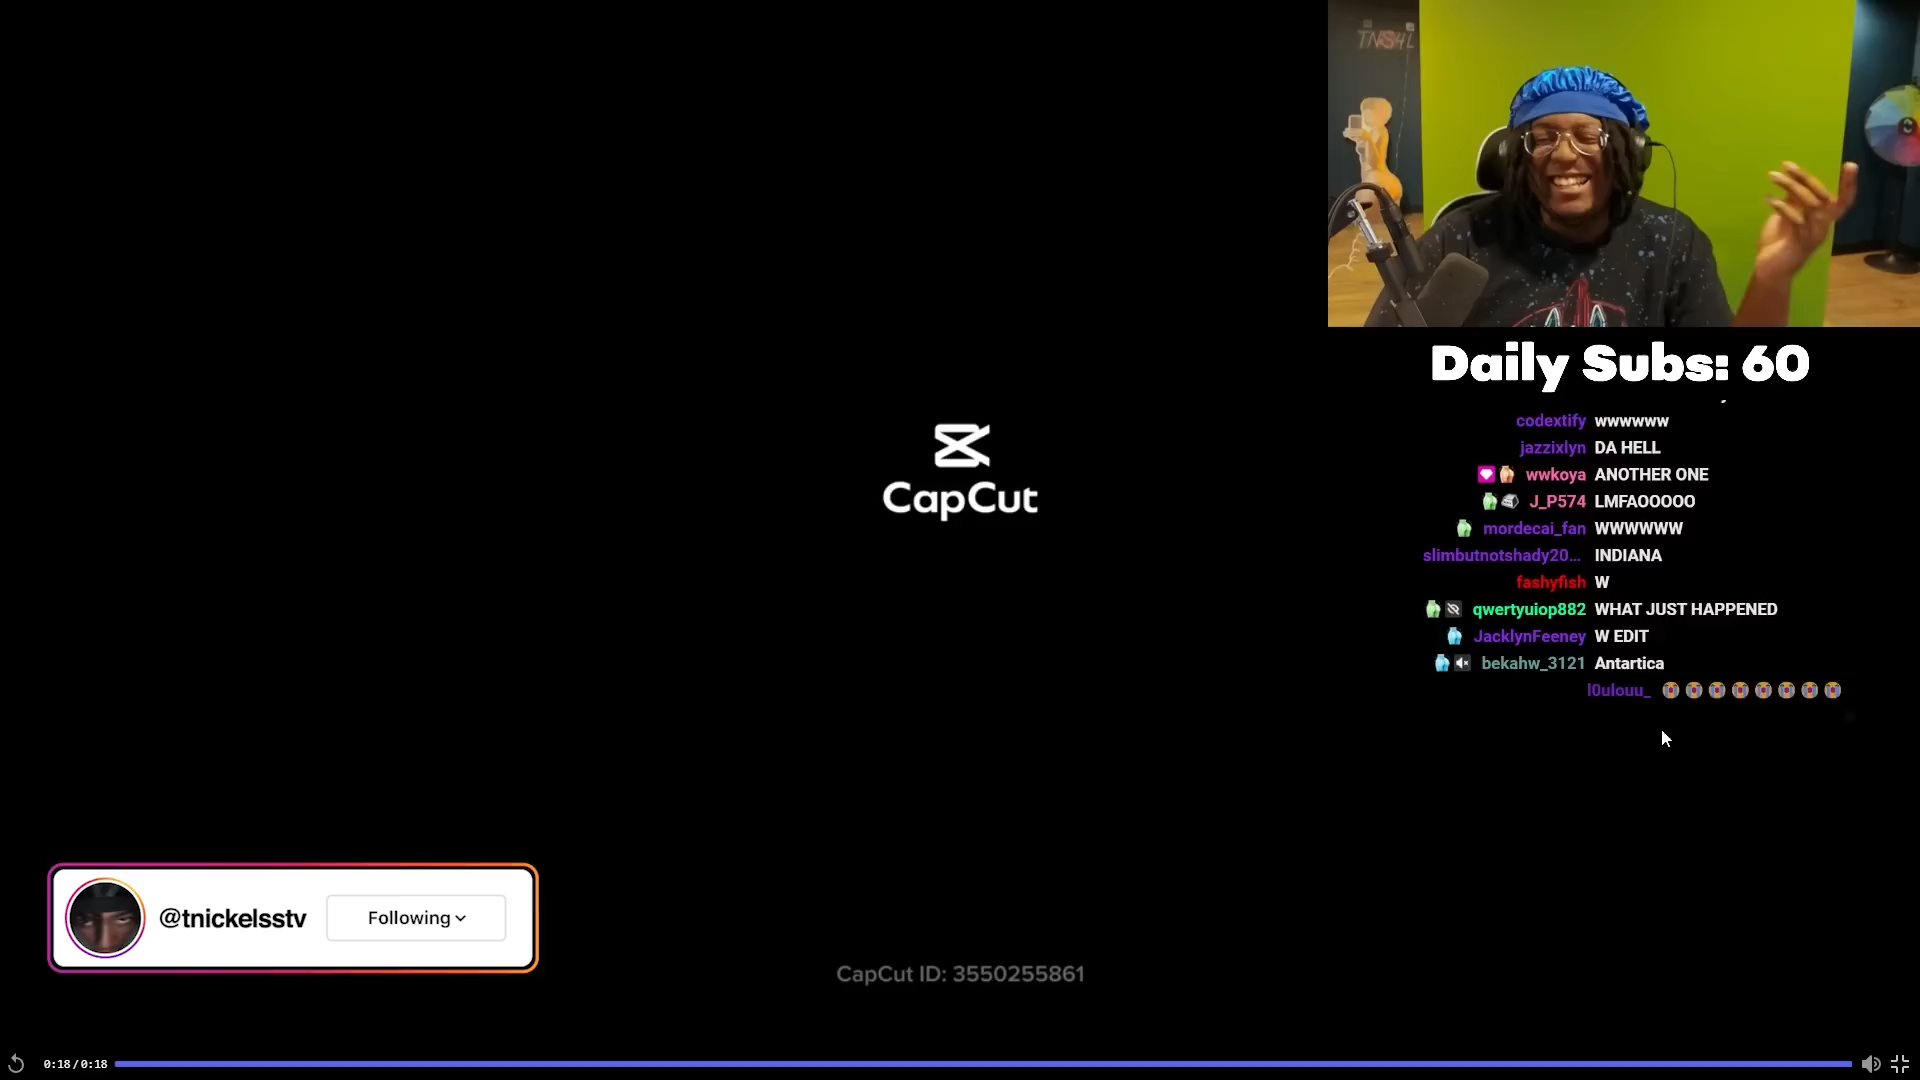 TNS4L
Daily Subs: 60
codextify wwwwww
jazzixlyn DA HELL
wwkoya ANOTHER ONE
J_P574 LMFAOOOOO
mordecai_fan WWWWWW
slimbutnotshady20... INDIANA
fashyfish W
qwertyuiop882 WHAT JUST HAPPENED
JacklynFeeney W EDIT
bekahw_3121 Antartica
l0ulouu_ 😭😭😭😭😭😭😭😭
CapCut
@tnickelsstv Following
CapCut ID: 3550255861
0:18/0:18